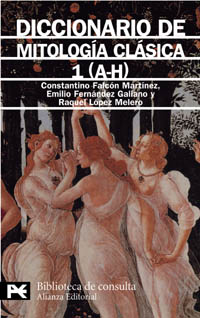 DICCIONARIO DE
MITOLOGÍA CLÁSICA
1 (A-H)
Constantino Falcón Martínez,
Emilio Fernández Galiano y
Raquel López Melero
Biblioteca de consulta
Alianza Editorial